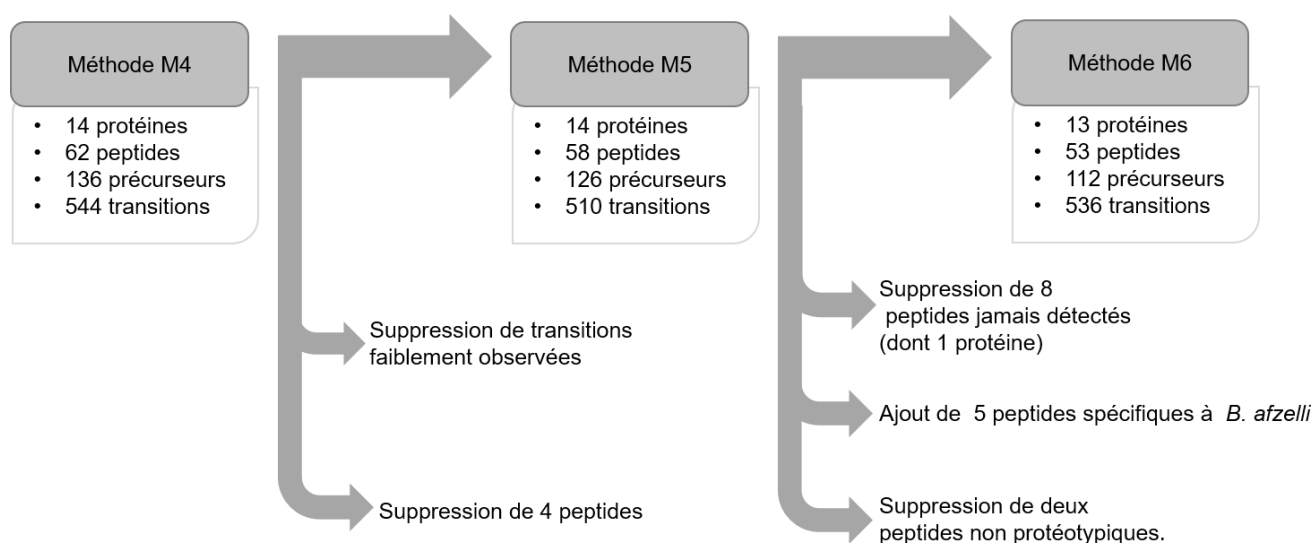 Méthode M4
• 14 protéines
• 62 peptides
• 136 précurseurs
• 544 transitions
Suppression de transitions
faiblement observées
Suppression de 4 peptides
Méthode M5
• 14 protéines
• 58 peptides
• 126 précurseurs
• 510 transitions
Suppression de 8
peptides jamais détectés
(dont 1 protéine)
Ajout de 5 peptides spécifiques à B. afzelli
Suppression de deux
peptides non protéotypiques.
Méthode M6
• 13 protéines
• 53 peptides
• 112 précurseurs
• 536 transitions